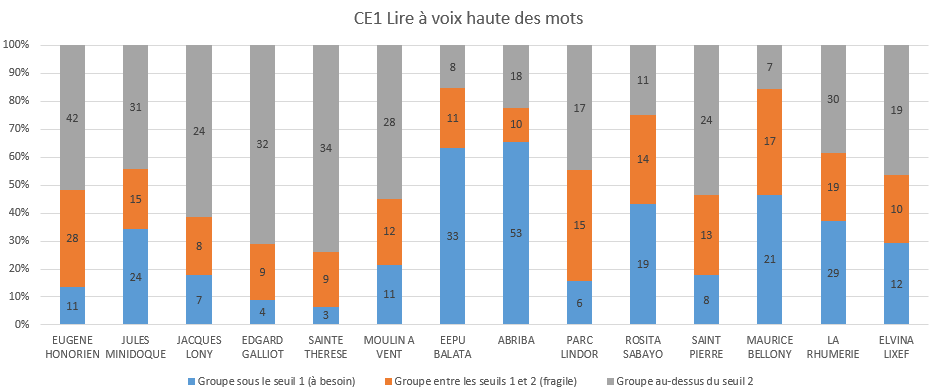 CE1 Lire à voix haute des mots
100%
90%
80%
70%
60%
50%
40%
30%
20%
10%
0%
42 31 24 32 34 28 8 18 17 11 24 7 30 19
28 15 8 9 9 12 11 10 15 14 13 17 19 10
11 24 7 4 3 11 33 53 6 19 8 21 29 12
EUGENE HONORIEN
JULES MINIDOQUE
JACQUES LONY
EDGARD GALLIOT
SAINTE THERESE
MOULIN A VENT
EEPU BALATA
ABRIBA
PARC LINDOR
ROSITA SABAYO
SAINT PIERRE
MAURICE BELLONY
LA RHUMERIE
ELVINA LIXEF
Groupe sous le seuil 1 (à besoin)
Groupe entre les seuils 1 et 2 (fragile)
Groupe au-dessus du seuil 2